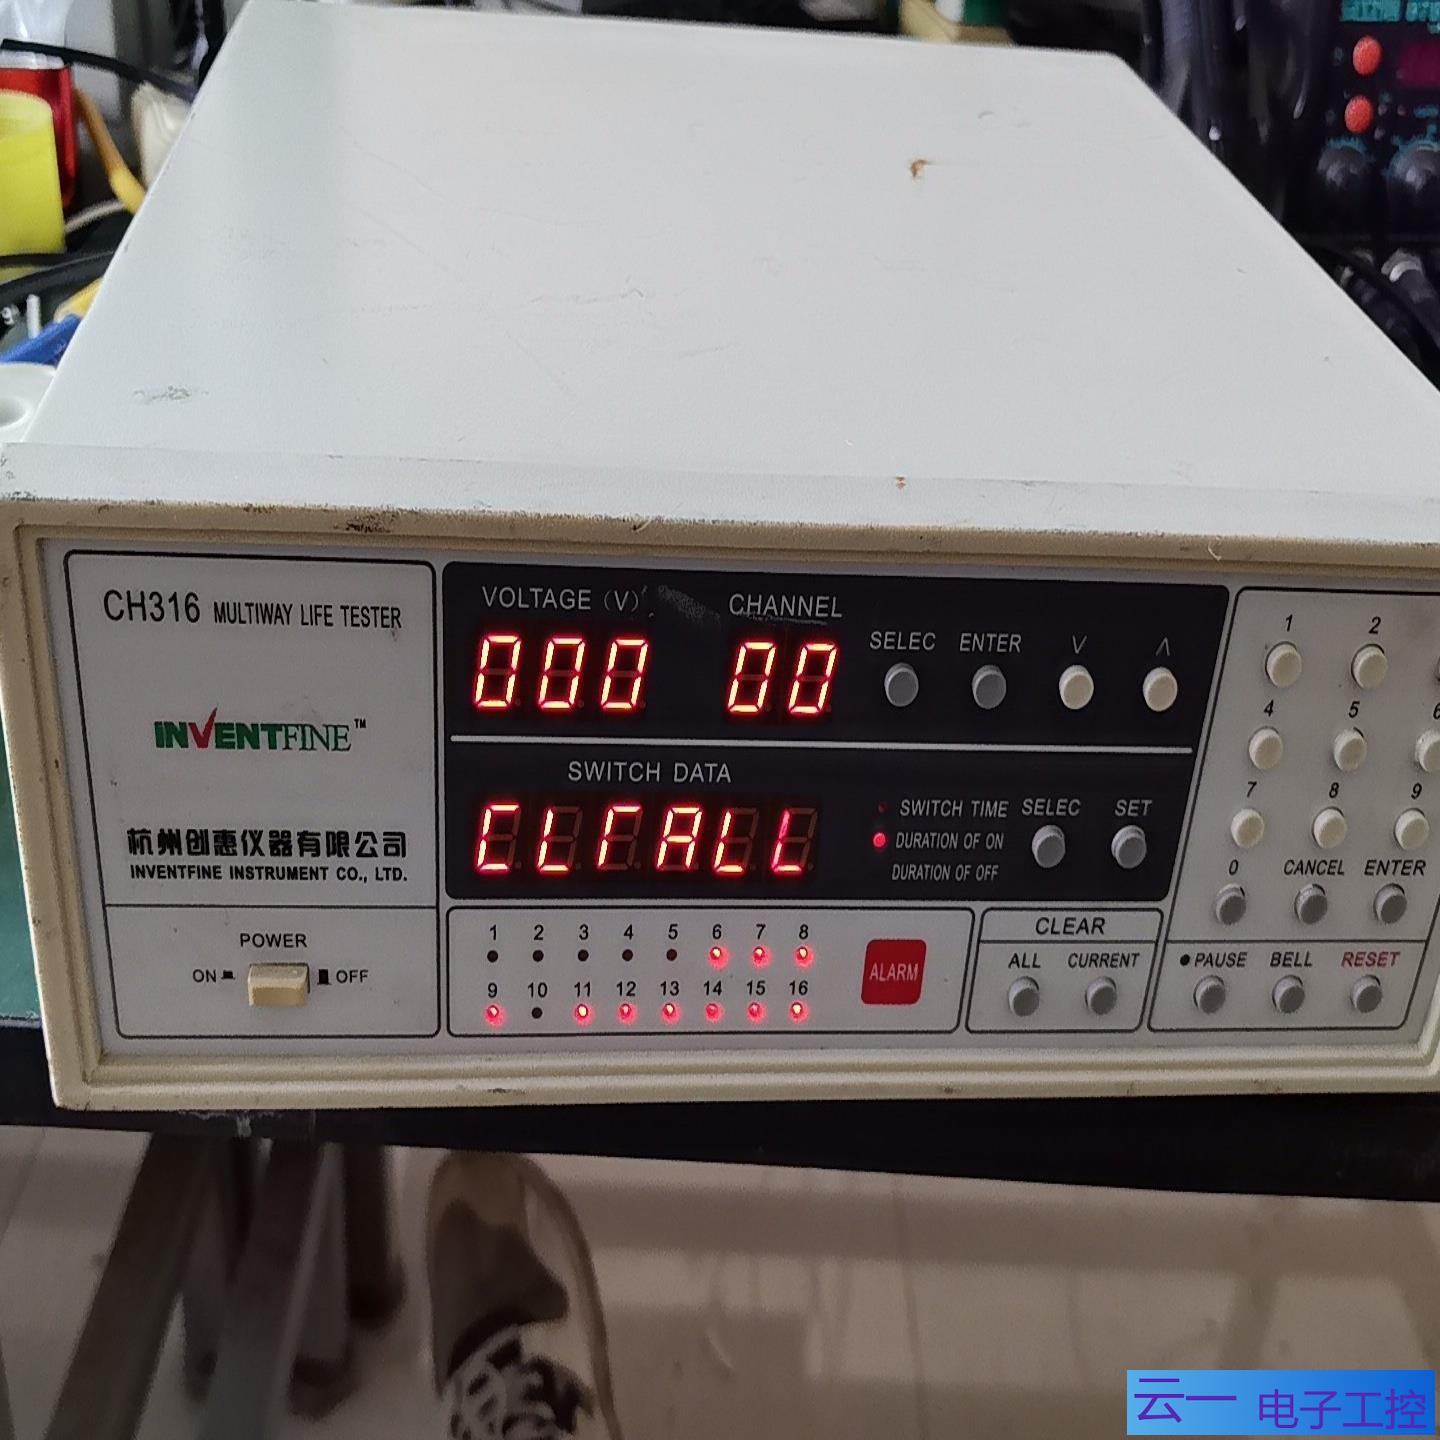 CH316 MULTIWAY LIFE TESTER
INVENTFINE™
杭州创惠仪器有限公司
INVENTFINE INSTRUMENT CO., LTD.
POWER
ON OFF
VOLTAGE (V) CHANNEL
000 00
SELEC ENTER ∨ ∧
SWITCH DATA
CLrALL
SWITCH TIME
DURATION OF ON
DURATION OF OFF
SELEC SET
1 2 3 4 5 6 7 8
9 10 11 12 13 14 15 16
ALARM
CLEAR
ALL CURRENT
1 2
4 5 6
7 8 9
0 CANCEL ENTER
PAUSE BELL RESET
云一 电子工控